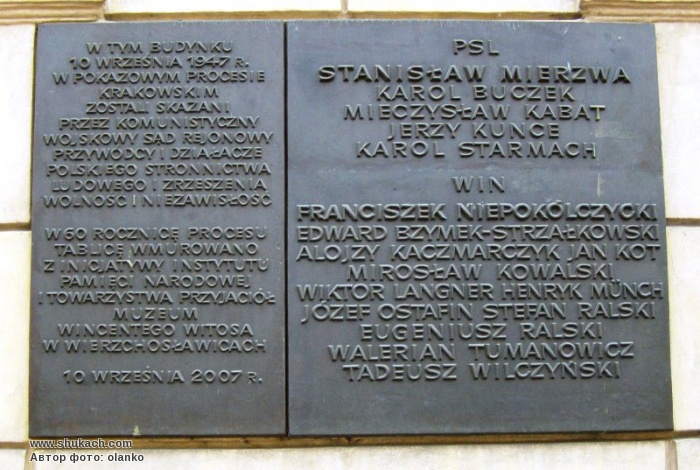 W TYM BUDYNKU
10 WRZEŚNIA 1947 R.
W POKAZOWYM PROCESIE
KRAKOWSKIM
ZOSTALI SKAZANI
PRZEZ KOMUNISTYCZNY
WOJSKOWY SĄD REJONOWY
PRZYWÓDCY I DZIAŁACZE
POLSKIEGO STRONNICTWA
LUDOWEGO I ZRZESZENIA
WOLNOŚĆ I NIEZAWISŁOŚĆ
W 60 ROCZNICĘ PROCESU
TABLICĘ WMUROWANO
Z INICJATYWY INSTYTUTU
PAMIĘCI NARODOWEJ
I TOWARZYSTWA PRZYJACIÓŁ
MUZEUM
WINCENTEGO WITOSA
W WIERZCHOSŁAWICACH
10 WRZEŚNIA 2007 R.
PSL
STANISŁAW MIERZWA
KAROL BUCZEK
MIECZYSŁAW KABAT
JERZY KUNCE
KAROL STARMACH
WIN
FRANCISZEK NIEPOKÓLCZYCKI
EDWARD BZYMEK-STRZAŁKOWSKI
ALOJZY KACZMARCZYK JAN KOT
MIROSŁAW KOWALSKI
WIKTOR LANGNER HENRYK MÜNCH
JÓZEF OSTAFIN STEFAN RALSKI
EUGENIUSZ RALSKI
WALERIAN TUMANOWICZ
TADEUSZ WILCZYŃSKI
www.shukach.com
Автор фото: olanko